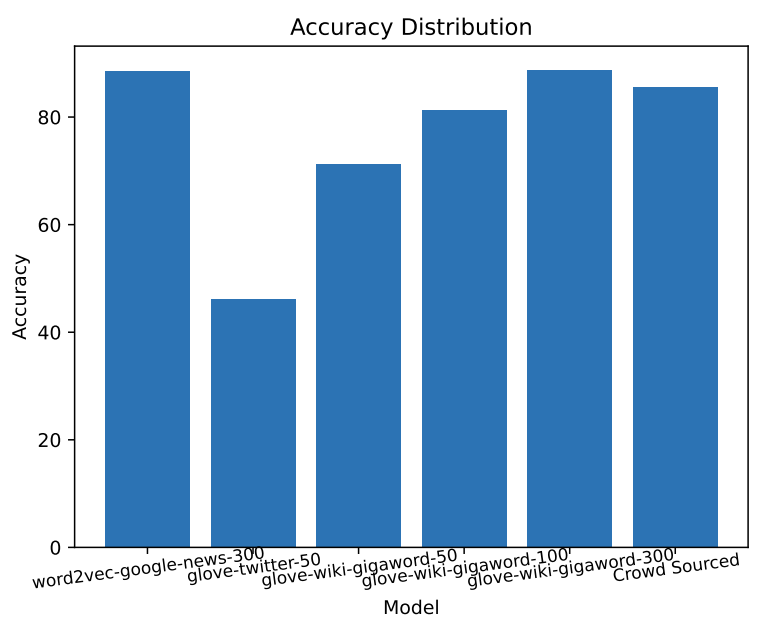 Accuracy Distribution
Accuracy
80
60
40
20
0
word2vec-google-news-300
glove-twitter-50
glove-wiki-gigaword-50
glove-wiki-gigaword-100
glove-wiki-gigaword-300
Crowd Sourced
Model